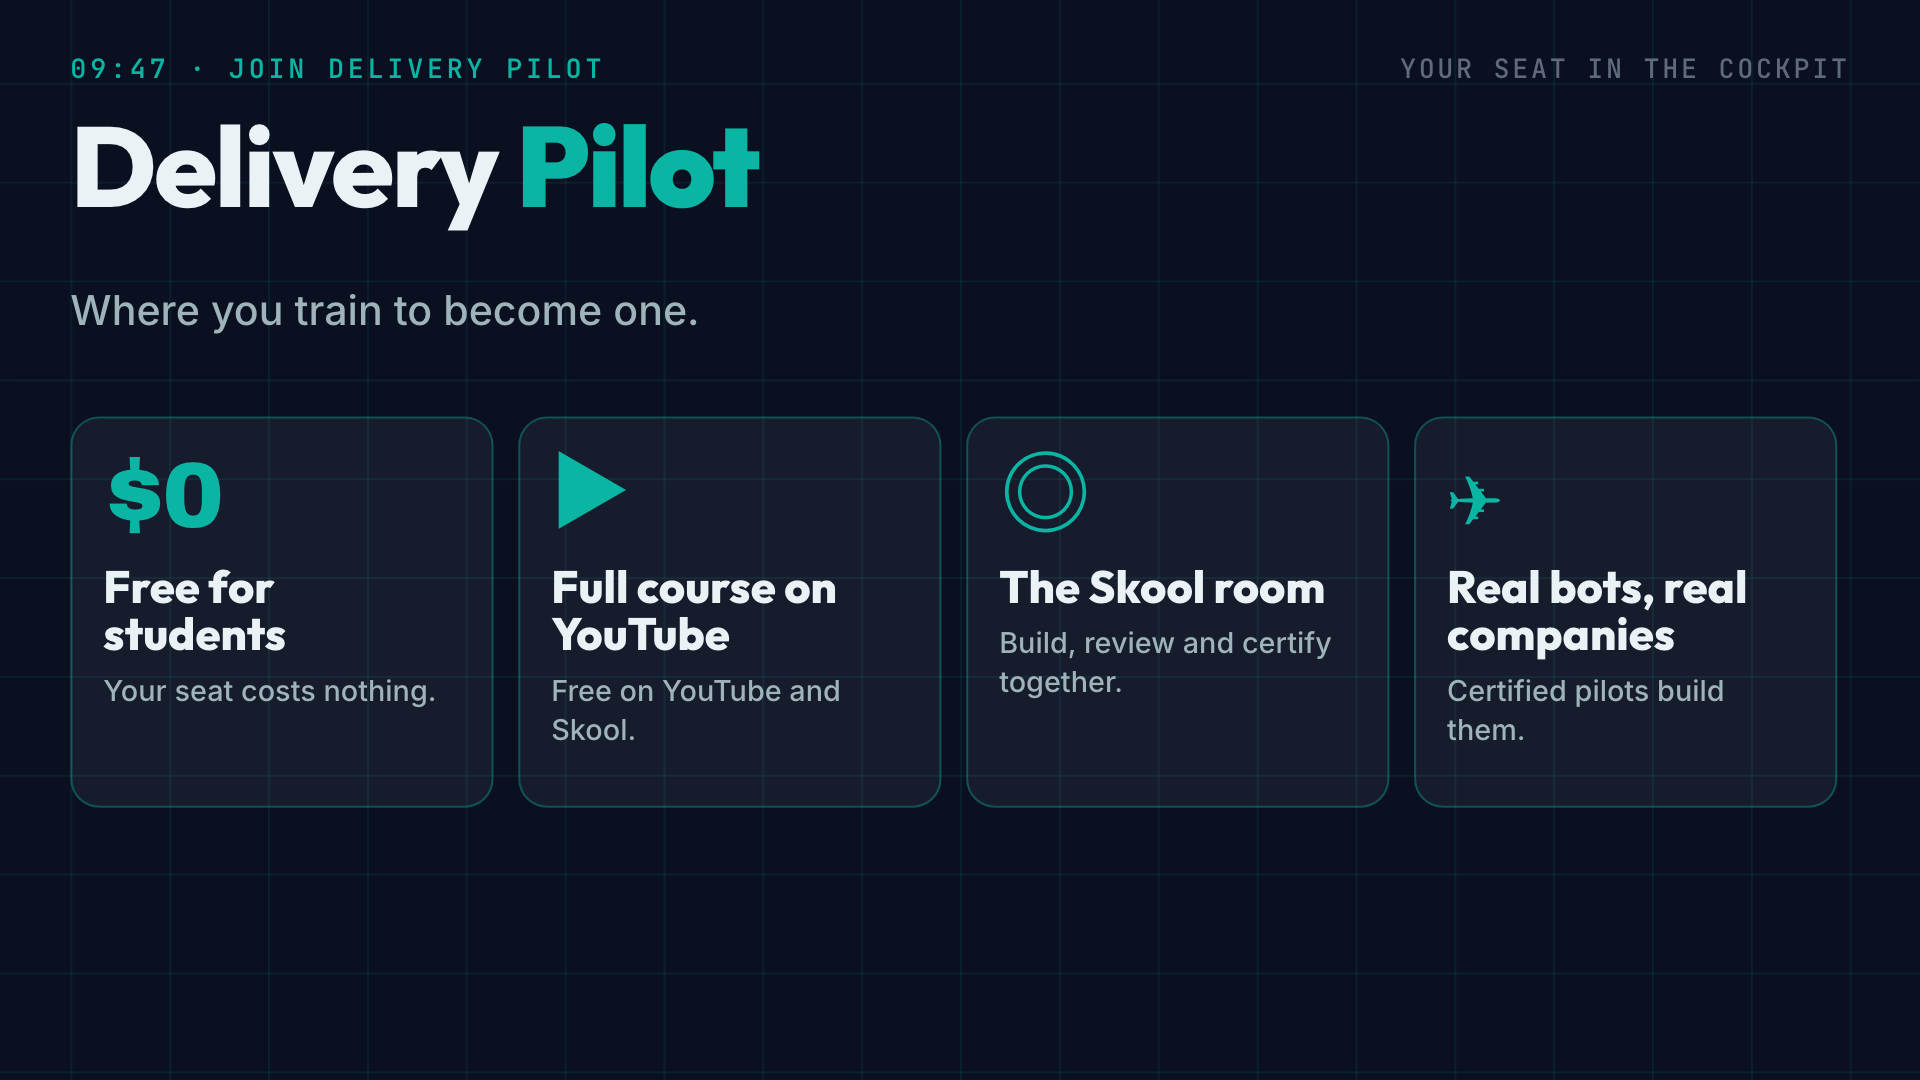 09:47 · JOIN DELIVERY PILOT
YOUR SEAT IN THE COCKPIT
Delivery Pilot
Where you train to become one.
$0
Free for
students
Your seat costs nothing.
Full course on
YouTube
Free on YouTube and
Skool.
The Skool room
Build, review and certify
together.
Real bots, real
companies
Certified pilots build
them.